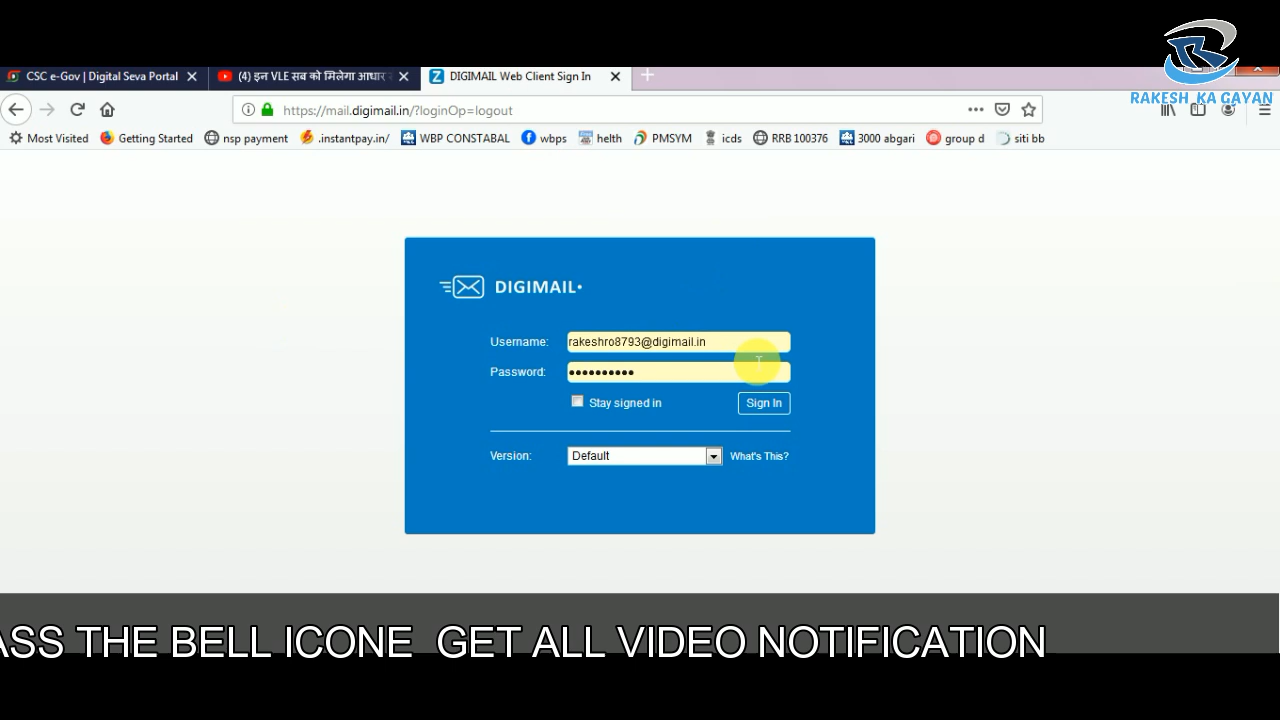 RAKESH KA GAYAN
CSC e-Gov | Digital Seva Portal
(4) इन VLE सब को मिलेगा आधार
DIGIMAIL Web Client Sign In
https://mail.digimail.in/?loginOp=logout
Most Visited
Getting Started
nsp payment
.instantpay.in/
WBP CONSTABAL
wbps
helth
PMSYM
icds
RRB 100376
3000 abgari
group d
siti bb
DIGIMAIL
Username: rakeshro8793@digimail.in
Password: ●●●●●●●●●●
Stay signed in
Sign In
Version: Default
What's This?
ASS THE BELL ICONE GET ALL VIDEO NOTIFICATION